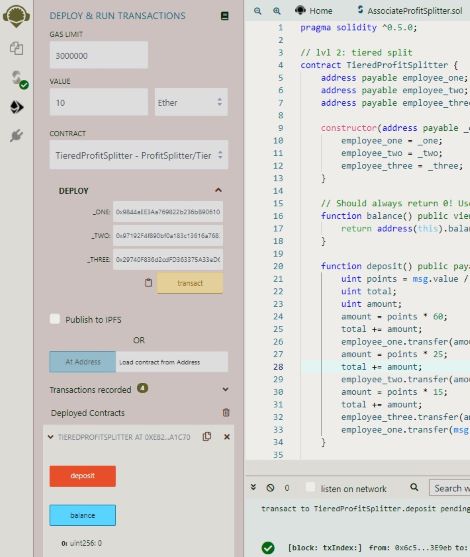 DEPLOY & RUN TRANSACTIONS
GAS LIMIT
3000000
VALUE
10 Ether
CONTRACT
TieredProfitSplitter - ProfitSplitter/Tier
DEPLOY
_ONE: 0x9844aEE3Aa769822b236b890610
_TWO: 0x97192F4f890bf0a183c13616a768
_THREE: 0x29740F836d2cdFD363375A33aD
transact
Publish to IPFS
OR
At Address Load contract from Address
Transactions recorded 4
Deployed Contracts
TIEREDPROFITSPLITTER AT 0XEB2...A1C70
deposit
balance
0: uint256: 0
Home AssociateProfitSplitter.sol
1 pragma solidity ^0.5.0;
2
3 // lvl 2: tiered split
4 contract TieredProfitSplitter {
5 address payable employee_one;
6 address payable employee_two;
7 address payable employee_three
8
9 constructor(address payable _o
10 employee_one = _one;
11 employee_two = _two;
12 employee_three = _three;
13 }
14
15 // Should always return 0! Use
16 function balance() public view
17 return address(this).balan
18 }
19
20 function deposit() public paya
21 uint points = msg.value /
22 uint total;
23 uint amount;
24 amount = points * 60;
25 total += amount;
26 employee_one.transfer(amou
27 amount = points * 25;
28 total += amount;
29 employee_two.transfer(amou
30 amount = points * 15;
31 total += amount;
32 employee_three.transfer(am
33 employee_one.transfer(msg
34 }
35
0 listen on network Search w
transact to TieredProfitSplitter.deposit pending
[block: txIndex:] from: 0x6c5...3E9eb to: